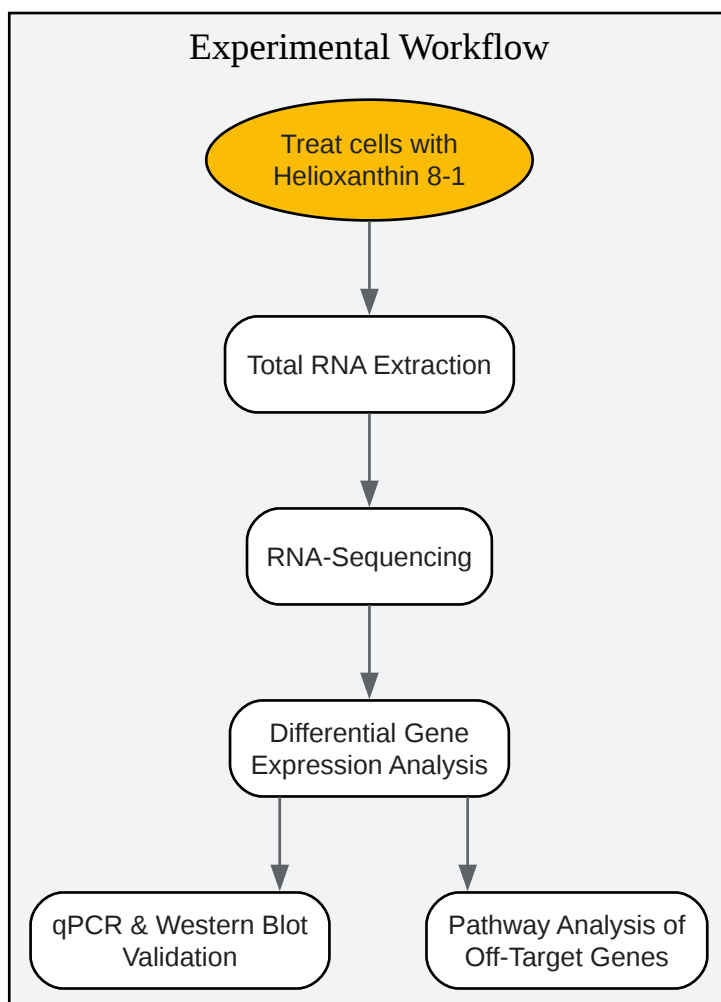 Experimental Workflow
Treat cells with
Helioxanthin 8-1
Total RNA Extraction
RNA-Sequencing
Differential Gene
Expression Analysis
qPCR & Western Blot
Validation
Pathway Analysis of
Off-Target Genes